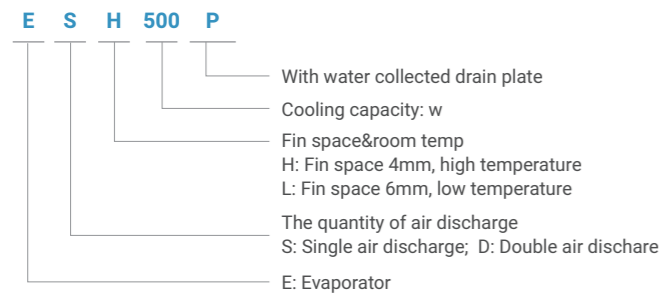 E S H 500 P
With water collected drain plate
Cooling capacity: w
Fin space&room temp
H: Fin space 4mm, high temperature
L: Fin space 6mm, low temperature
The quantity of air discharge
S: Single air discharge; D: Double air dischare
E: Evaporator